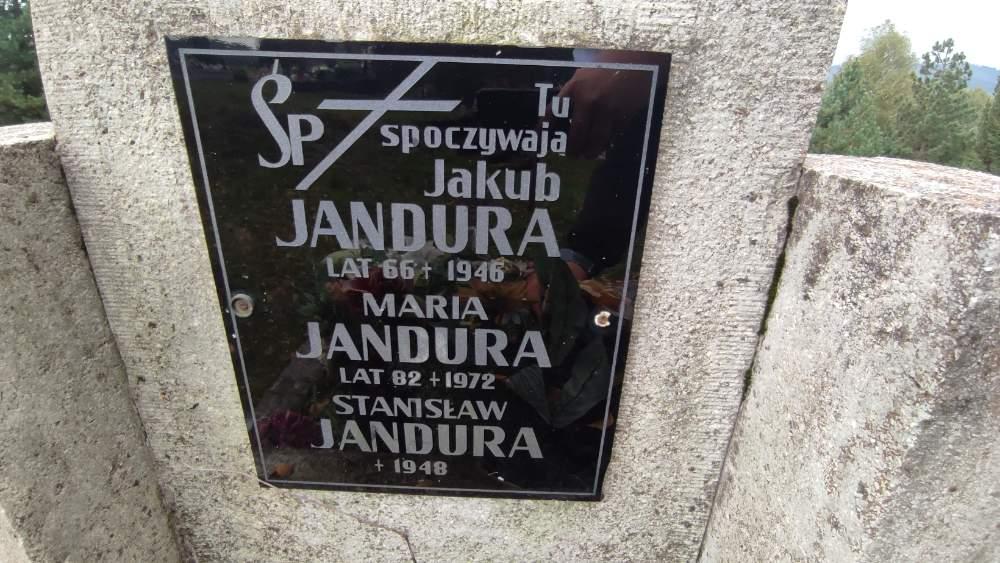 ŚP
Tu
spoczywają
Jakub
JANDURA
LAT 66 + 1946
MARIA
JANDURA
LAT 82 + 1972
STANISŁAW
JANDURA
+ 1948